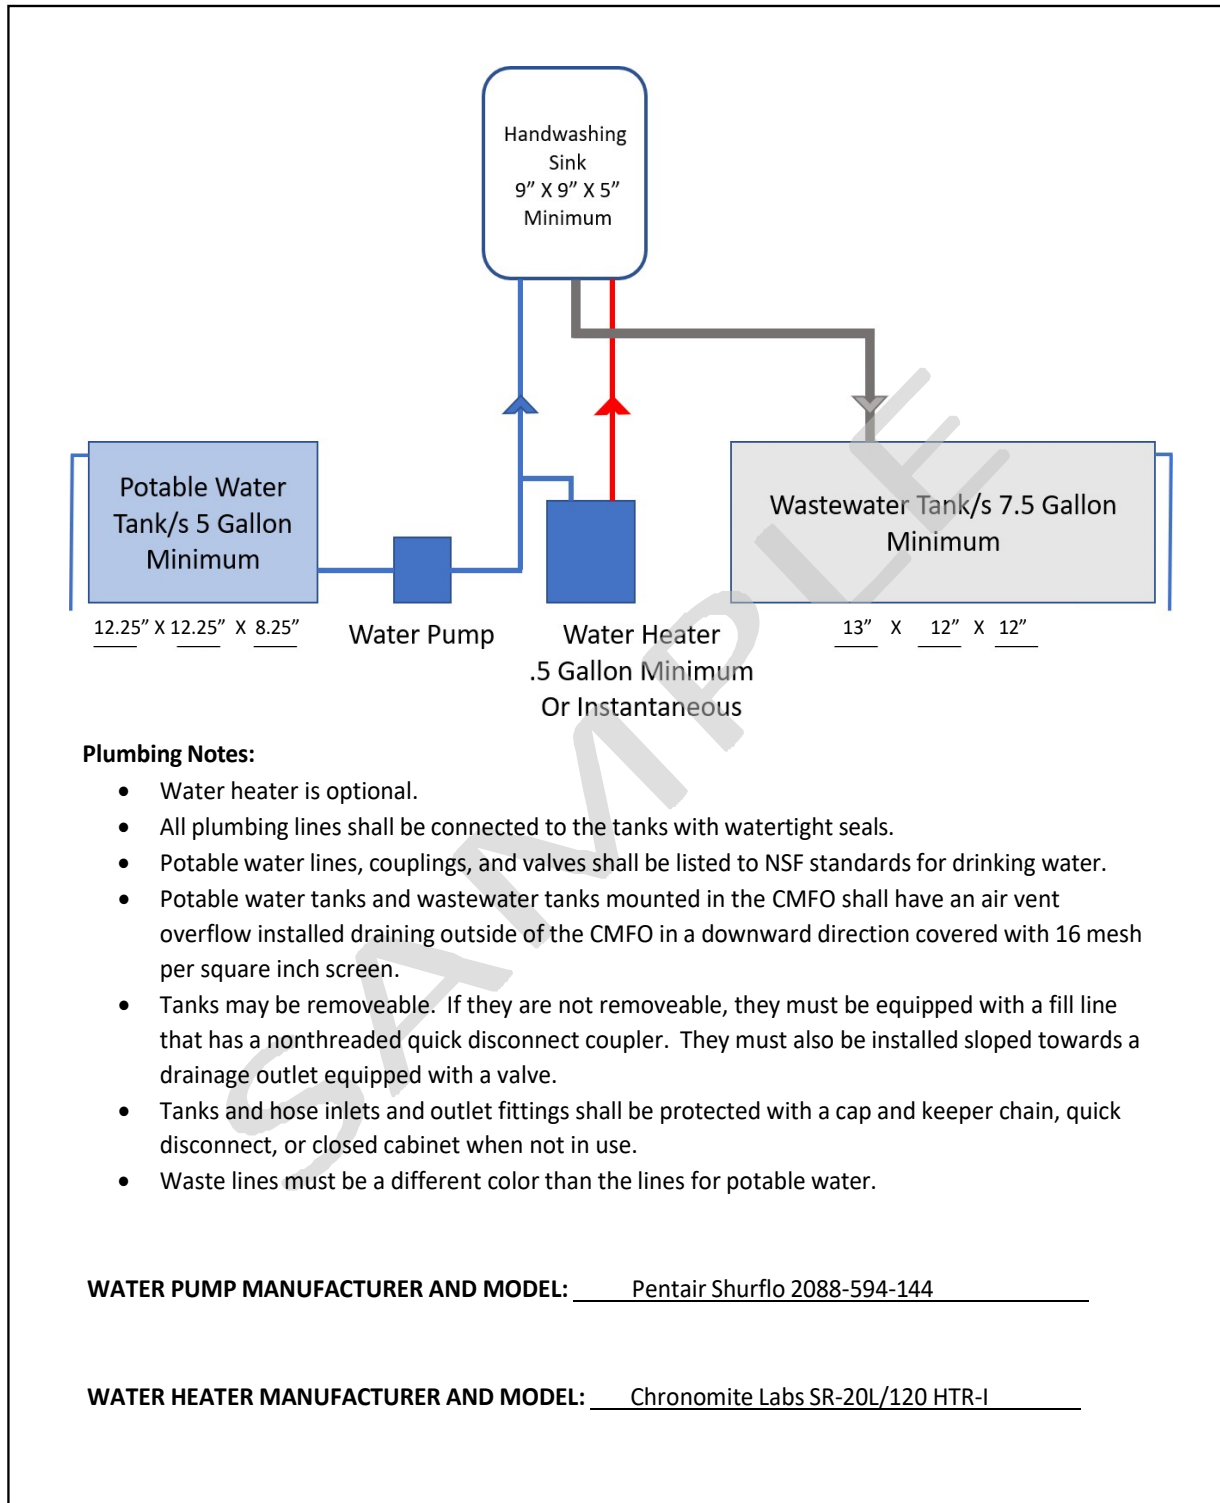 Handwashing
Sink
9” X 9” X 5”
Minimum
Potable Water
Tank/s 5 Gallon
Minimum
Wastewater Tank/s 7.5 Gallon
Minimum
12.25” X 12.25” X 8.25”
Water Pump
Water Heater
.5 Gallon Minimum
Or Instantaneous
13” X 12” X 12”
SAMPLE
Plumbing Notes:
• Water heater is optional.
• All plumbing lines shall be connected to the tanks with watertight seals.
• Potable water lines, couplings, and valves shall be listed to NSF standards for drinking water.
• Potable water tanks and wastewater tanks mounted in the CMFO shall have an air vent
overflow installed draining outside of the CMFO in a downward direction covered with 16 mesh
per square inch screen.
• Tanks may be removeable. If they are not removeable, they must be equipped with a fill line
that has a nonthreaded quick disconnect coupler. They must also be installed sloped towards a
drainage outlet equipped with a valve.
• Tanks and hose inlets and outlet fittings shall be protected with a cap and keeper chain, quick
disconnect, or closed cabinet when not in use.
• Waste lines must be a different color than the lines for potable water.
WATER PUMP MANUFACTURER AND MODEL: Pentair Shurflo 2088-594-144
WATER HEATER MANUFACTURER AND MODEL: Chronomite Labs SR-20L/120 HTR-I